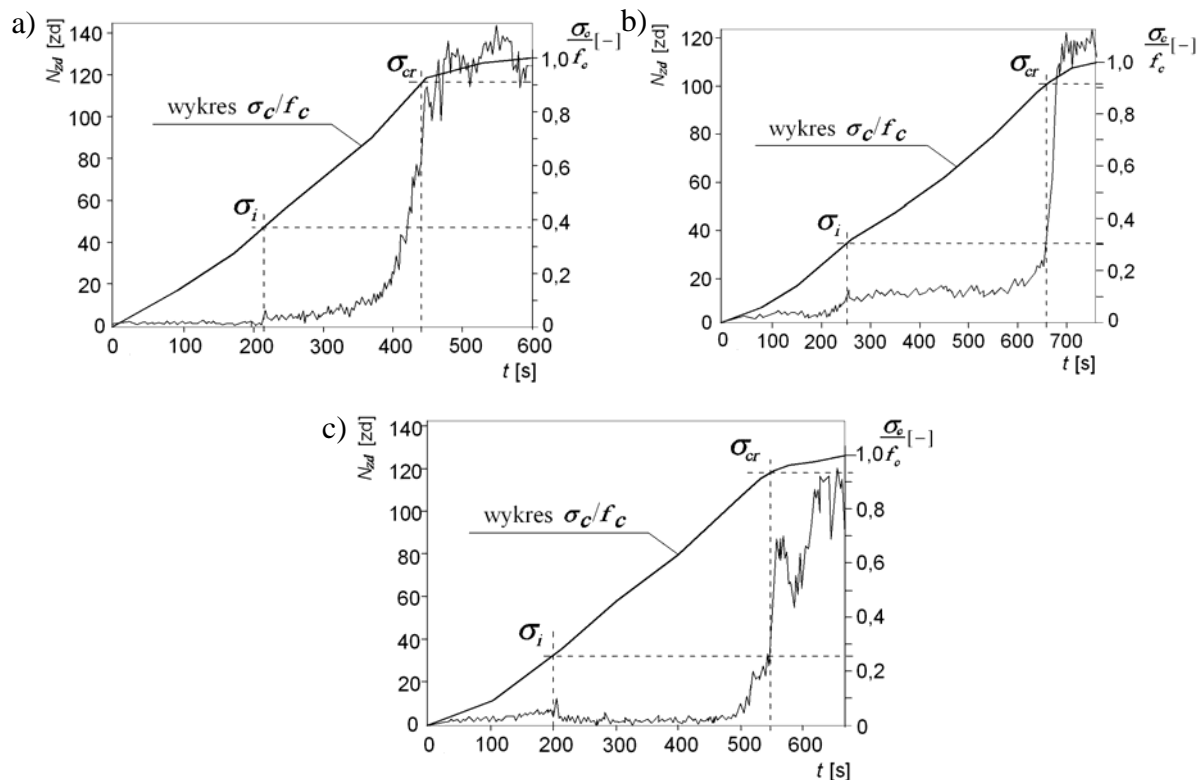 a)
N_zd [zd]
140
120
100
80
60
40
20
0
0 100 200 300 400 500 600
t [s]
σ_c/f_c [-]
1,0
0,8
0,6
0,4
0,2
0
σ_cr
wykres σ_c/f_c
σ_i
b)
N_zd [zd]
120
100
80
60
40
20
0
0 100 200 300 400 500 600 700
t [s]
σ_c/f_c [-]
1,0
0,8
0,6
0,4
0,2
0
σ_cr
wykres σ_c/f_c
σ_i
c)
N_zd [zd]
140
120
100
80
60
40
20
0
0 100 200 300 400 500 600
t [s]
σ_c/f_c [-]
1,0
0,8
0,6
0,4
0,2
0
σ_cr
wykres σ_c/f_c
σ_i